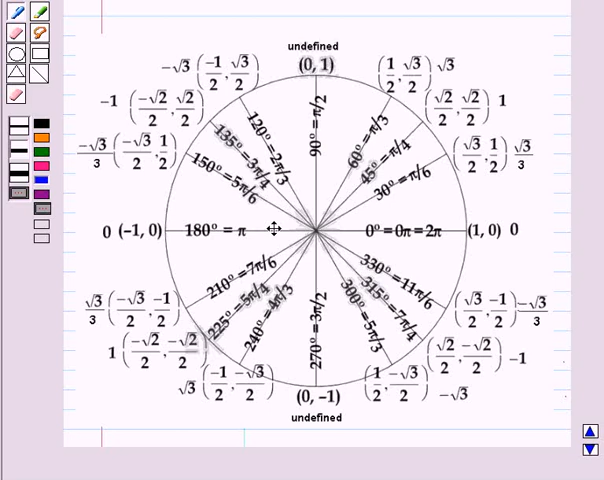 undefined
(0, 1)
-√3 (-1/2, √3/2)
(1/2, √3/2) √3
-1 (-√2/2, √2/2)
(√2/2, √2/2) 1
-√3/3 (-√3/2, 1/2)
(√3/2, 1/2) √3/3
120° = 2π/3
90° = π/2
60° = π/3
135° = 3π/4
45° = π/4
150° = 5π/6
30° = π/6
0 (-1, 0) 180° = π
0° = 0π = 2π (1, 0) 0
210° = 7π/6
330° = 11π/6
225° = 5π/4
315° = 7π/4
240° = 4π/3
270° = 3π/2
300° = 5π/3
√3/3 (-√3/2, -1/2)
(√3/2, -1/2) -√3/3
1 (-√2/2, -√2/2)
(√2/2, -√2/2) -1
√3 (-1/2, -√3/2)
(1/2, -√3/2) -√3
(0, -1)
undefined